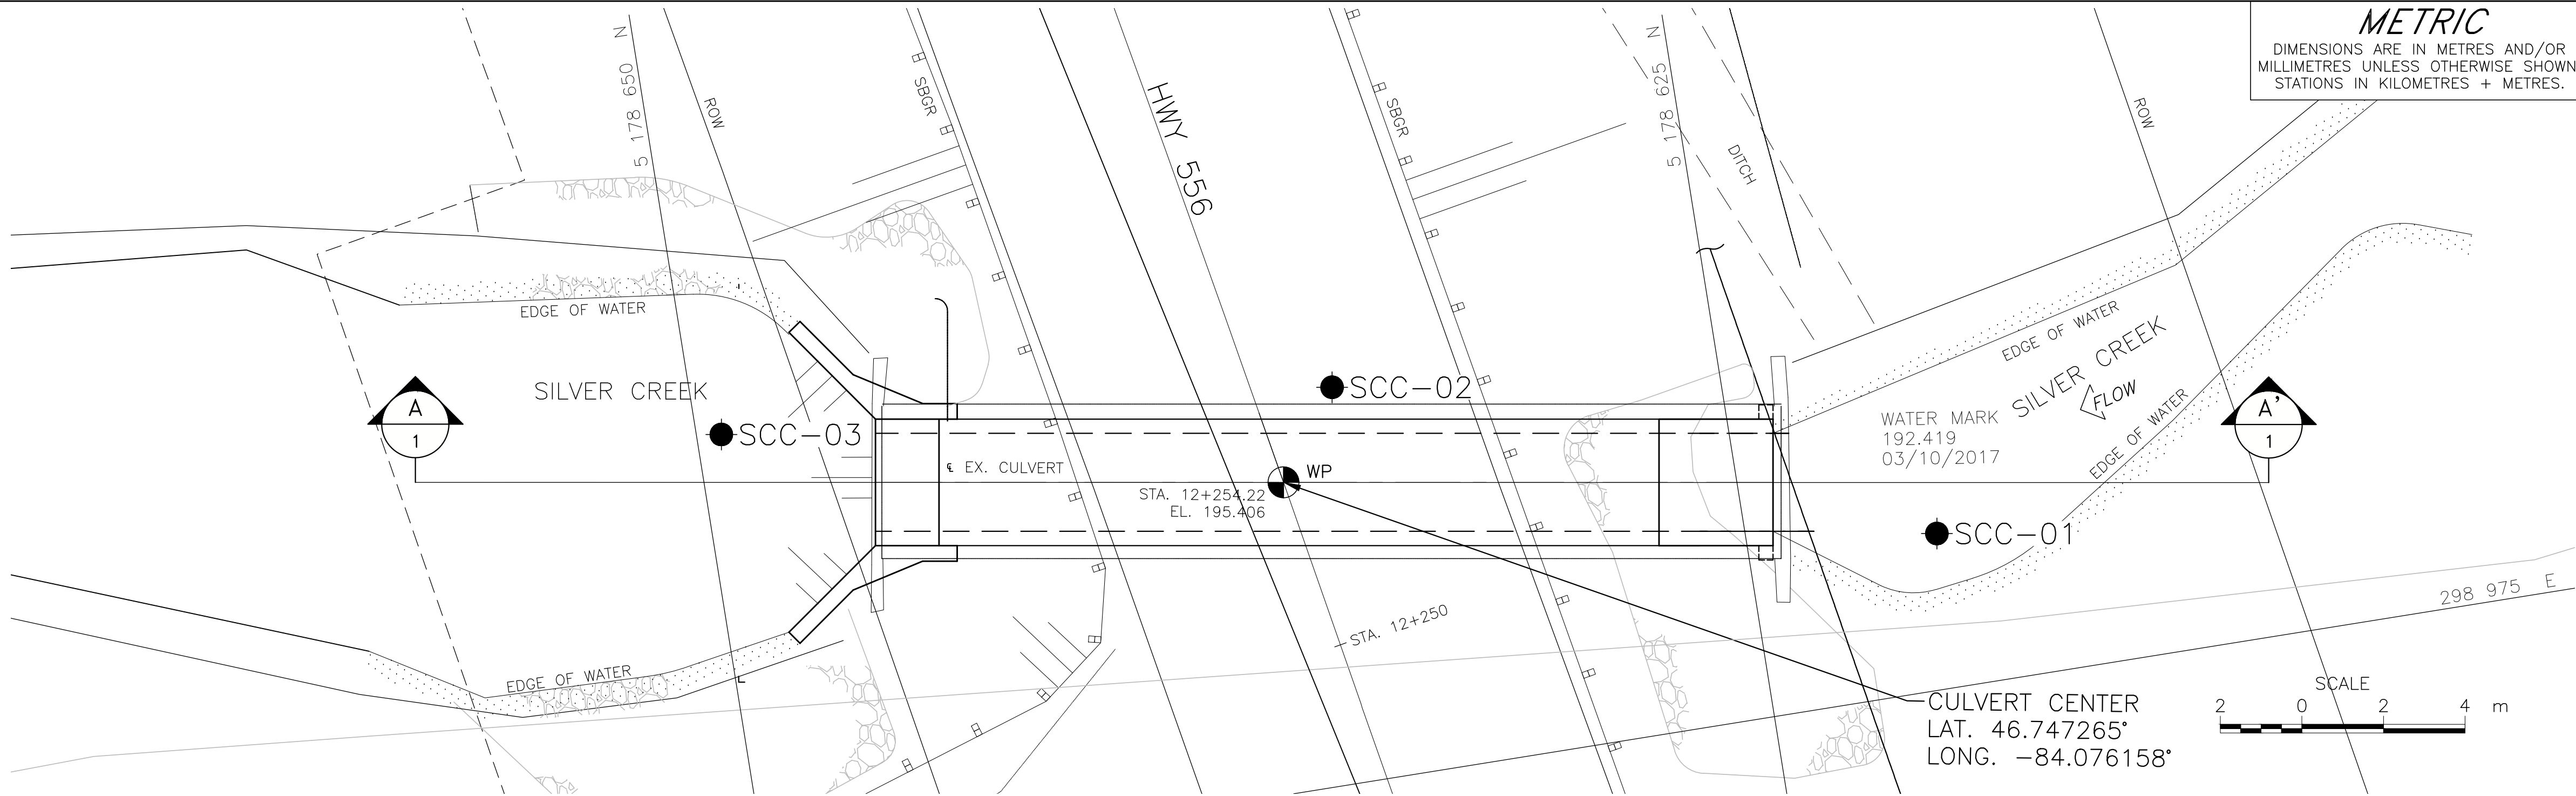 METRIC
DIMENSIONS ARE IN METRES AND/OR
MILLIMETRES UNLESS OTHERWISE SHOWN
STATIONS IN KILOMETRES + METRES.
5 178 650 N
ROW
SBGR
HWY 556
SBGR
5 178 625 N
DITCH
ROW
EDGE OF WATER
SILVER CREEK
A
1
SCC-03
SCC-02
℄ EX. CULVERT
WP
STA. 12+254.22
EL. 195.406
EDGE OF WATER
SILVER CREEK
FLOW
WATER MARK
192.419
03/10/2017
EDGE OF WATER
A'
1
SCC-01
298 975 E
STA. 12+250
EDGE OF WATER
CULVERT CENTER
LAT. 46.747265°
LONG. -84.076158°
SCALE
2 0 2 4 m